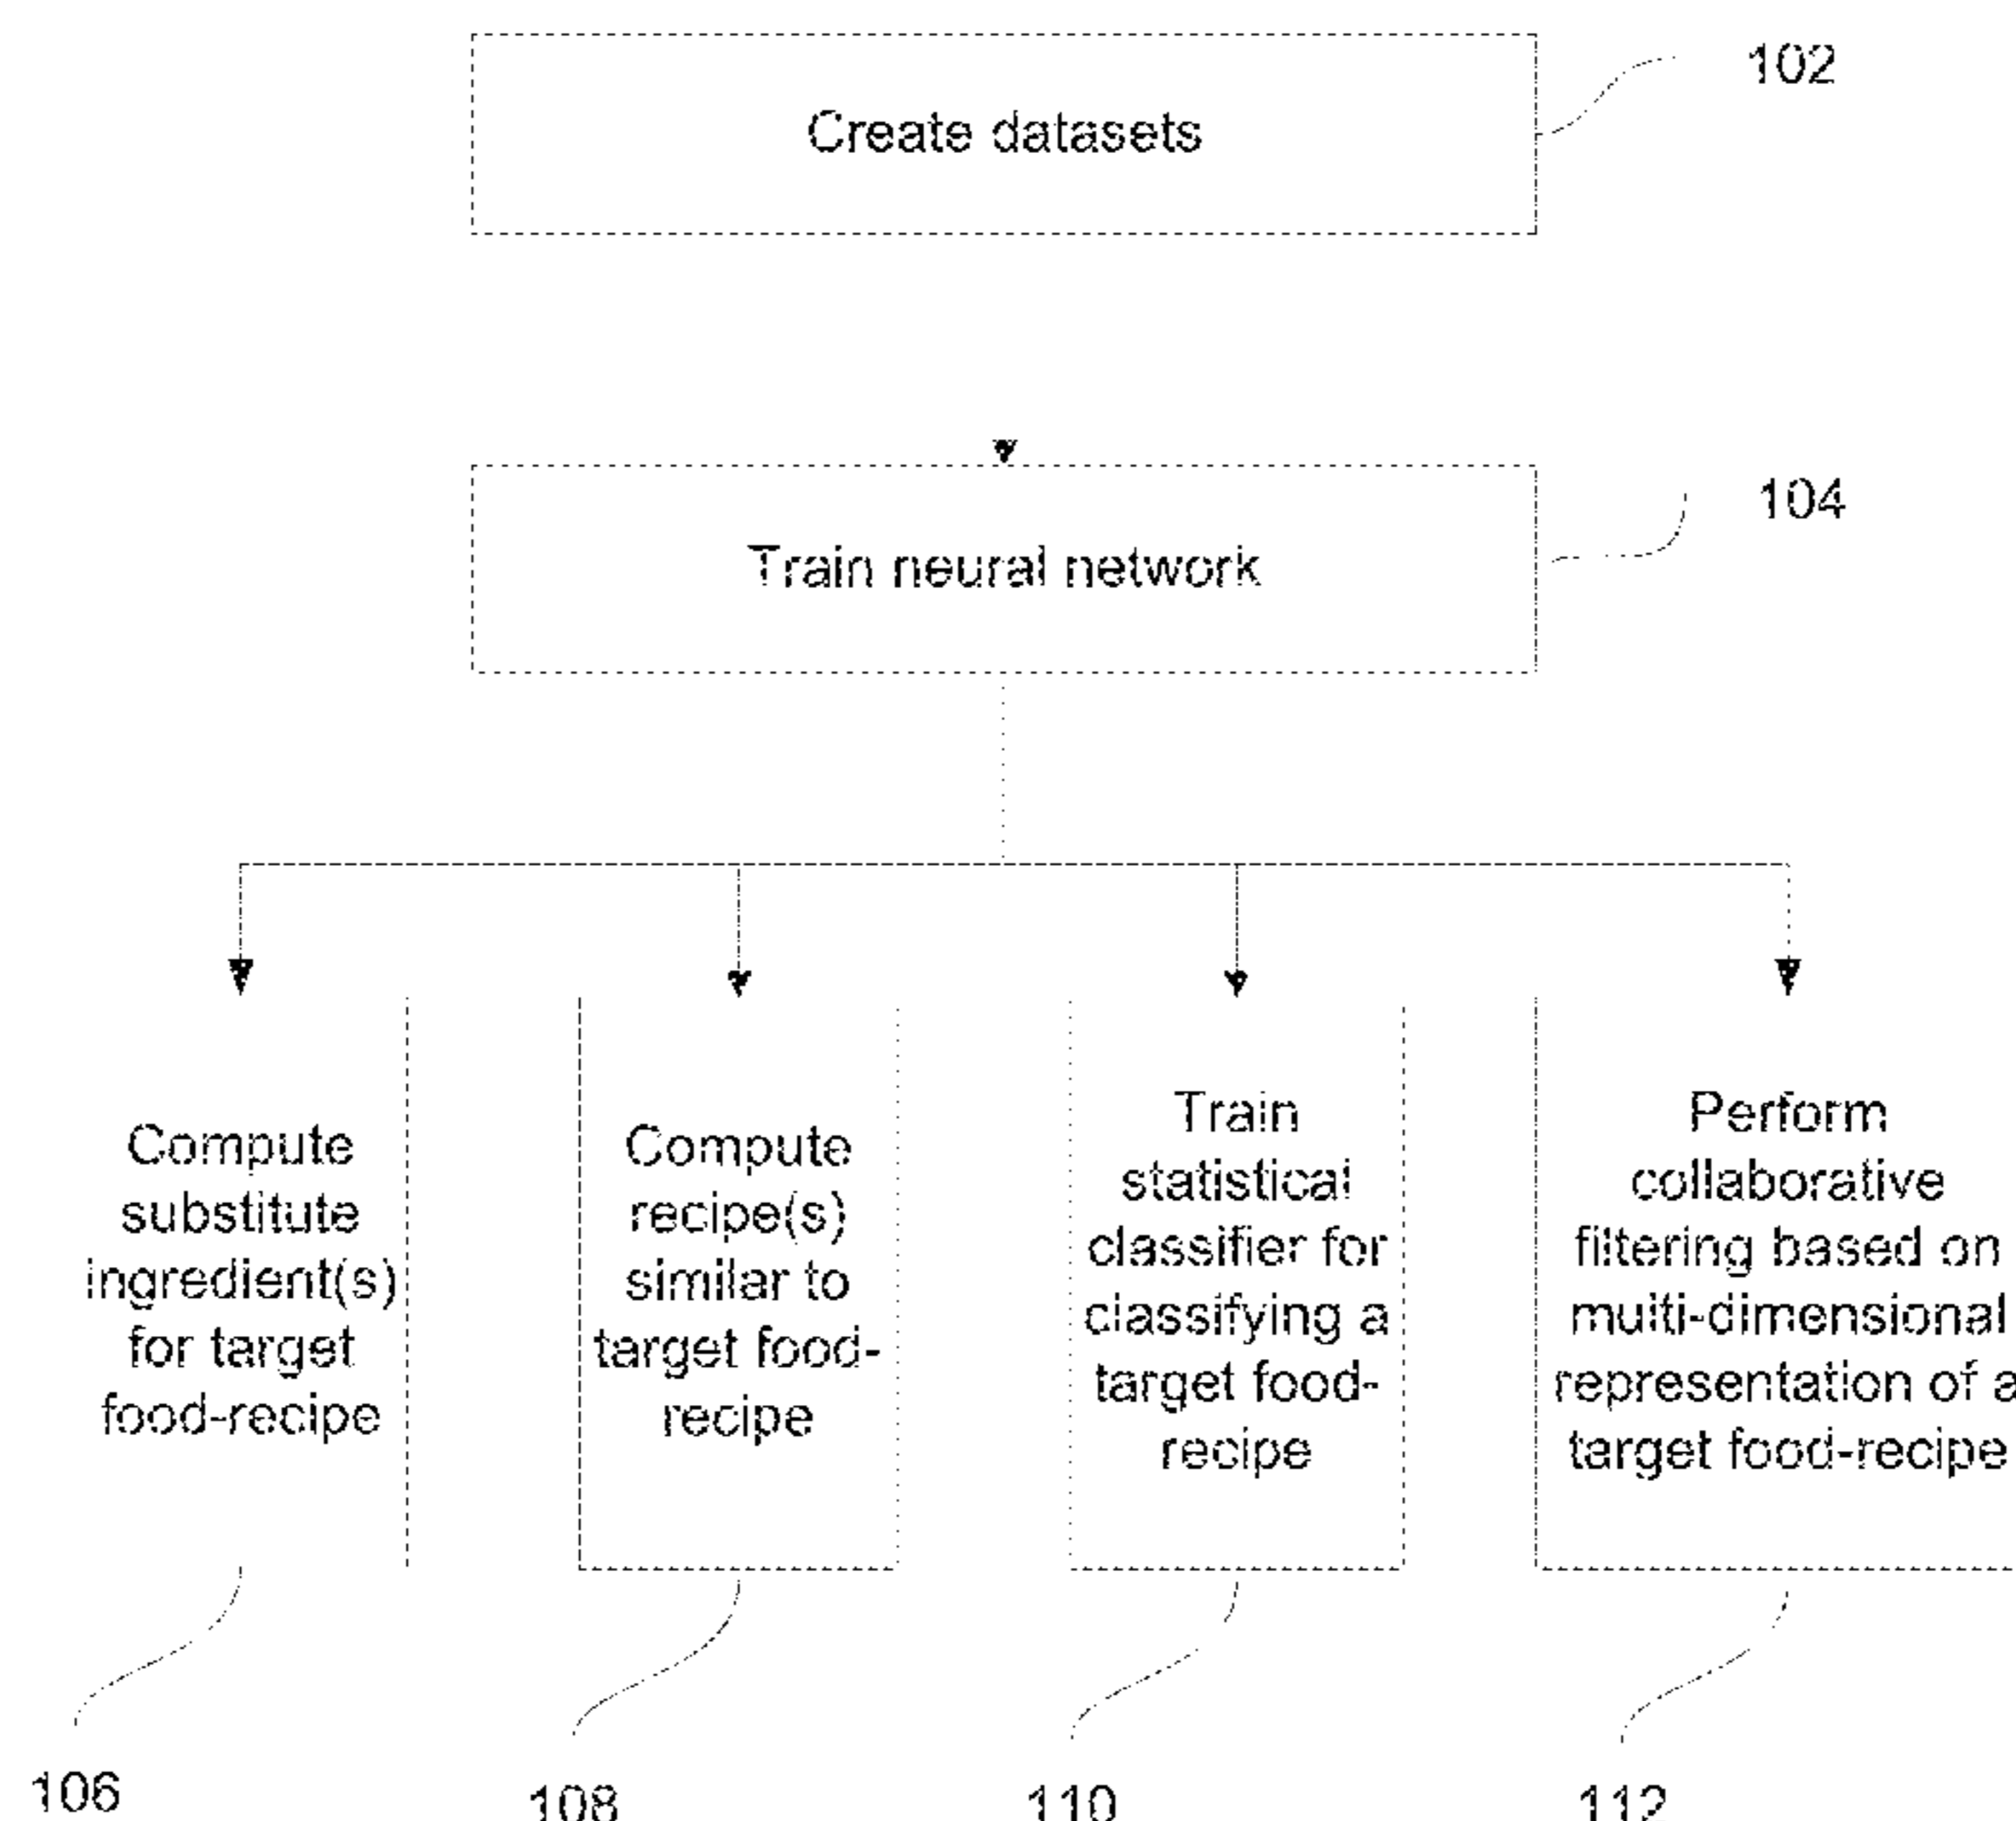 102
Create datasets
104
Train neural network
Compute
substitute
ingredient(s)
for target
food-recipe
Compute
recipe(s)
similar to
target food-
recipe
Train
statistical
classifier for
classifying a
target food-
recipe
Perform
collaborative
filtering based on
multi-dimensional
representation of a
target food-recipe
106
108
110
112